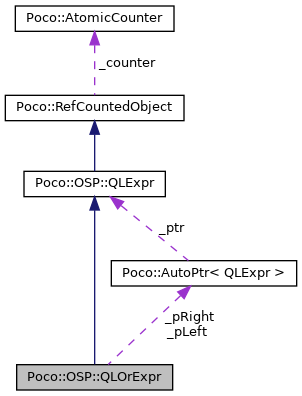 Poco::AtomicCounter
_counter
Poco::RefCountedObject
Poco::OSP::QLExpr
_ptr
Poco::AutoPtr< QLExpr >
_pRight
_pLeft
Poco::OSP::QLOrExpr